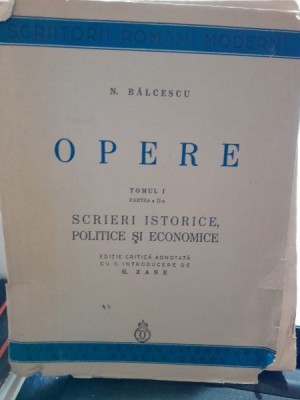 SCRIITORII ROMÂNI MODERNI
N. BĂLCESCU
OPERE
TOMUL I
PARTEA a II-a
SCRIERI ISTORICE,
POLITICE ȘI ECONOMICE
EDIȚIE CRITICĂ ADNOTATĂ
CU O INTRODUCERE DE
G. ZANE